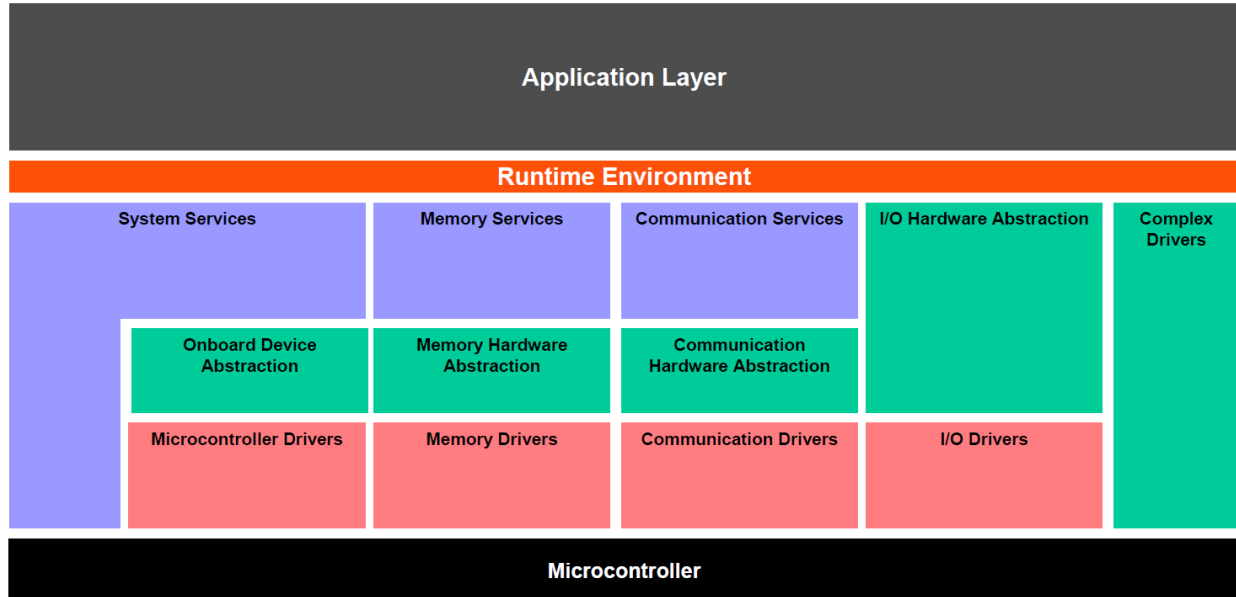 Application Layer
Runtime Environment
System Services
Memory Services
Communication Services
I/O Hardware Abstraction
Complex
Drivers
Onboard Device
Abstraction
Memory Hardware
Abstraction
Communication
Hardware Abstraction
Microcontroller Drivers
Memory Drivers
Communication Drivers
I/O Drivers
Microcontroller